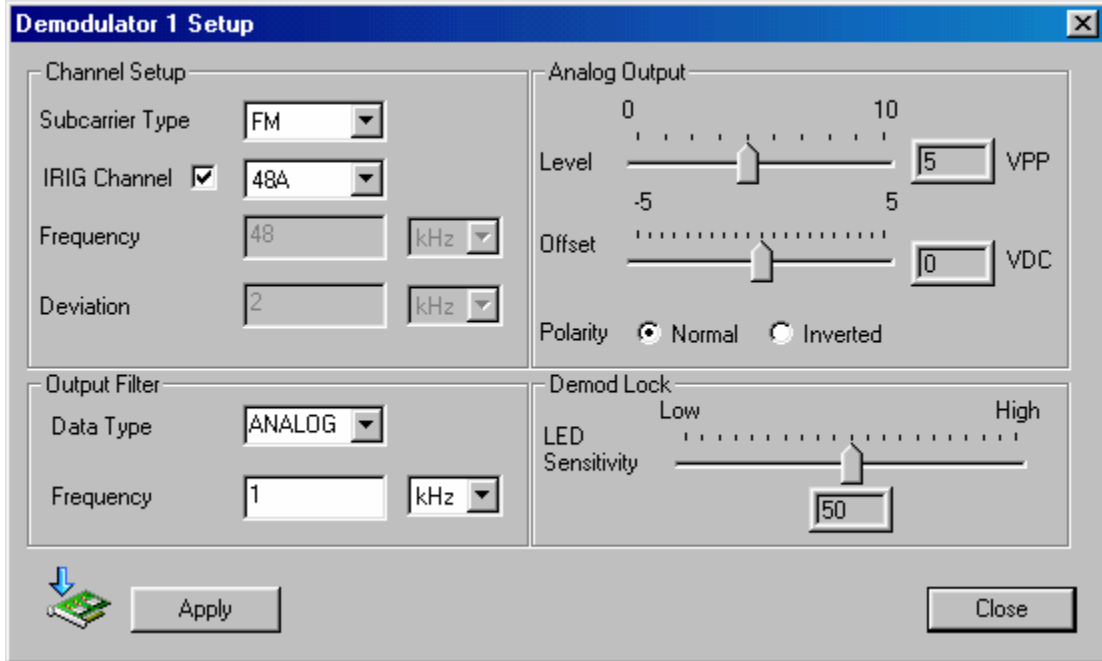 Demodulator 1 Setup
Channel Setup
Subcarrier Type FM
IRIG Channel 48A
Frequency 48 kHz
Deviation 2 kHz
Output Filter
Data Type ANALOG
Frequency 1 kHz
Analog Output
0 10
Level 5 VPP
-5 5
Offset 0 VDC
Polarity Normal Inverted
Demod Lock
Low High
LED
Sensitivity
50
Apply
Close